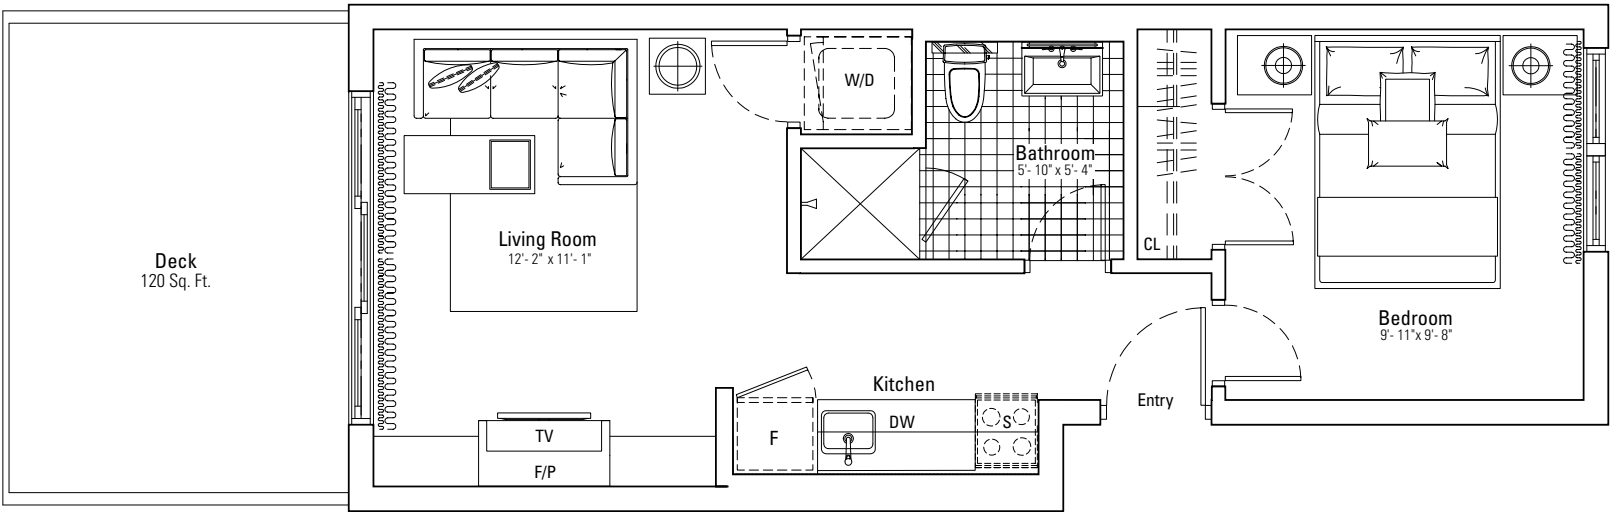 Deck
120 Sq. Ft.
Living Room
12'- 2" x 11'- 1"
TV
F/P
W/D
Bathroom
5'- 10" x 5'- 4"
CL
Kitchen
F
DW
S
Entry
Bedroom
9'- 11"x 9'- 8"